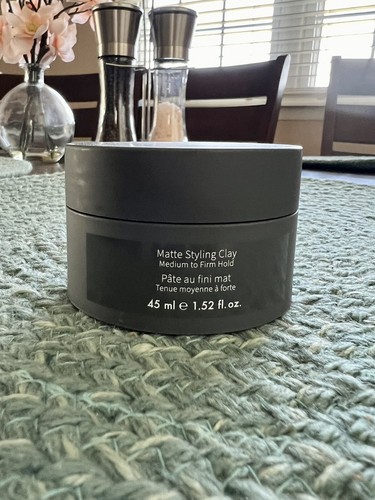 Matte Styling Clay
Medium to Firm Hold
Pâte au fini mat
Tenue moyenne à forte
45 ml ℮ 1.52 fl.oz.